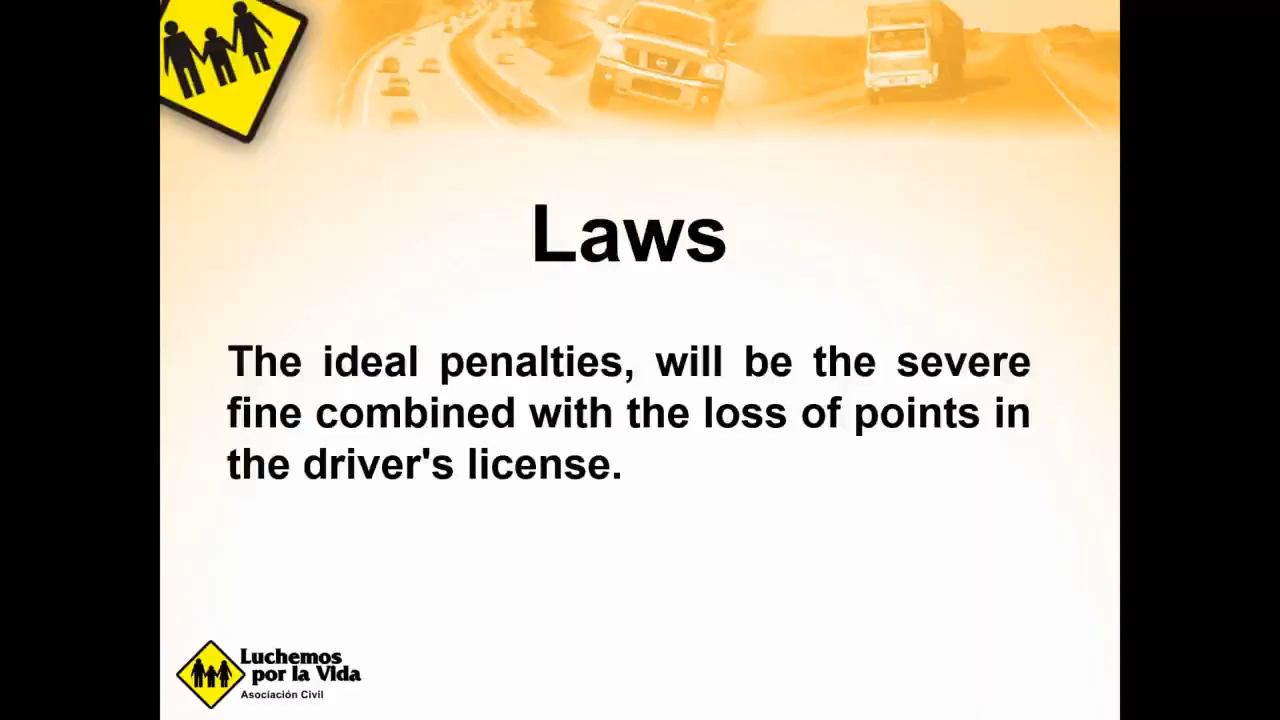 Laws
The ideal penalties, will be the severe
fine combined with the loss of points in
the driver's license.
Luchemos
por la Vida
Asociación Civil